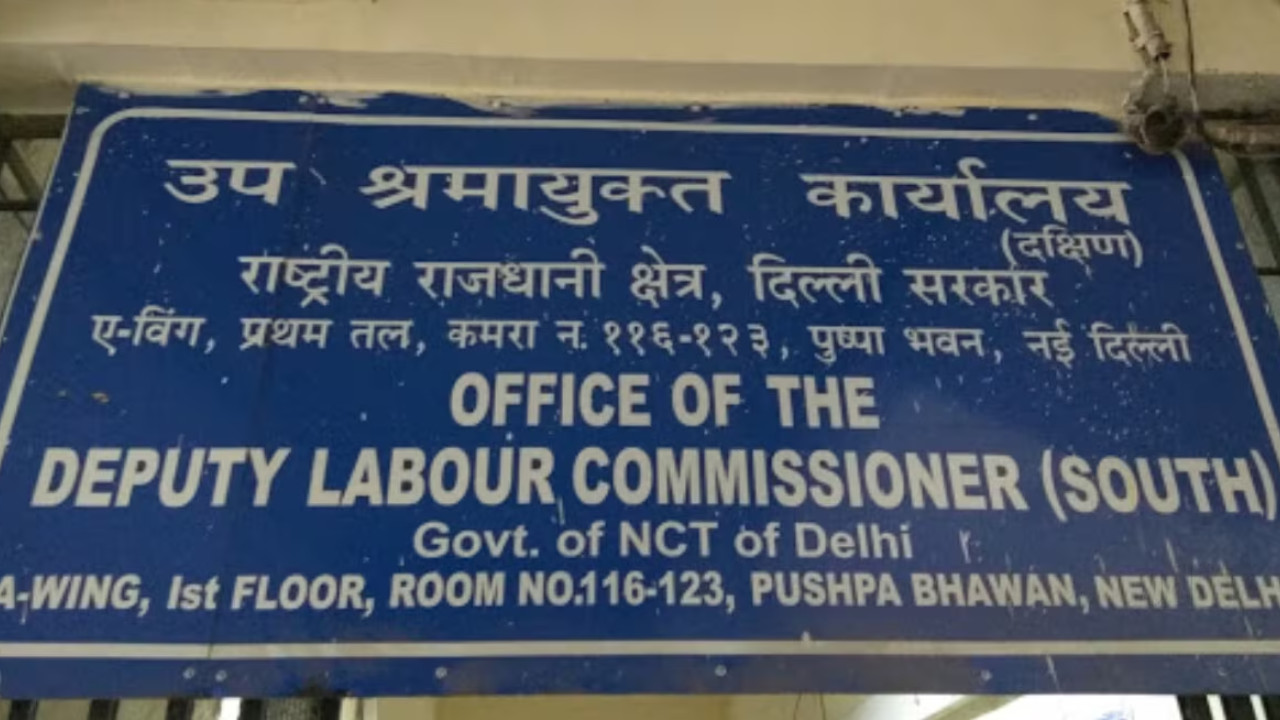 उप श्रमायुक्त कार्यालय
(दक्षिण)
राष्ट्रीय राजधानी क्षेत्र, दिल्ली सरकार
ए-विंग, प्रथम तल, कमरा न. ११६-१२३, पुष्पा भवन, नई दिल्ली
OFFICE OF THE
DEPUTY LABOUR COMMISSIONER (SOUTH)
Govt. of NCT of Delhi
A-WING, Ist FLOOR, ROOM NO.116-123, PUSHPA BHAWAN, NEW DELH